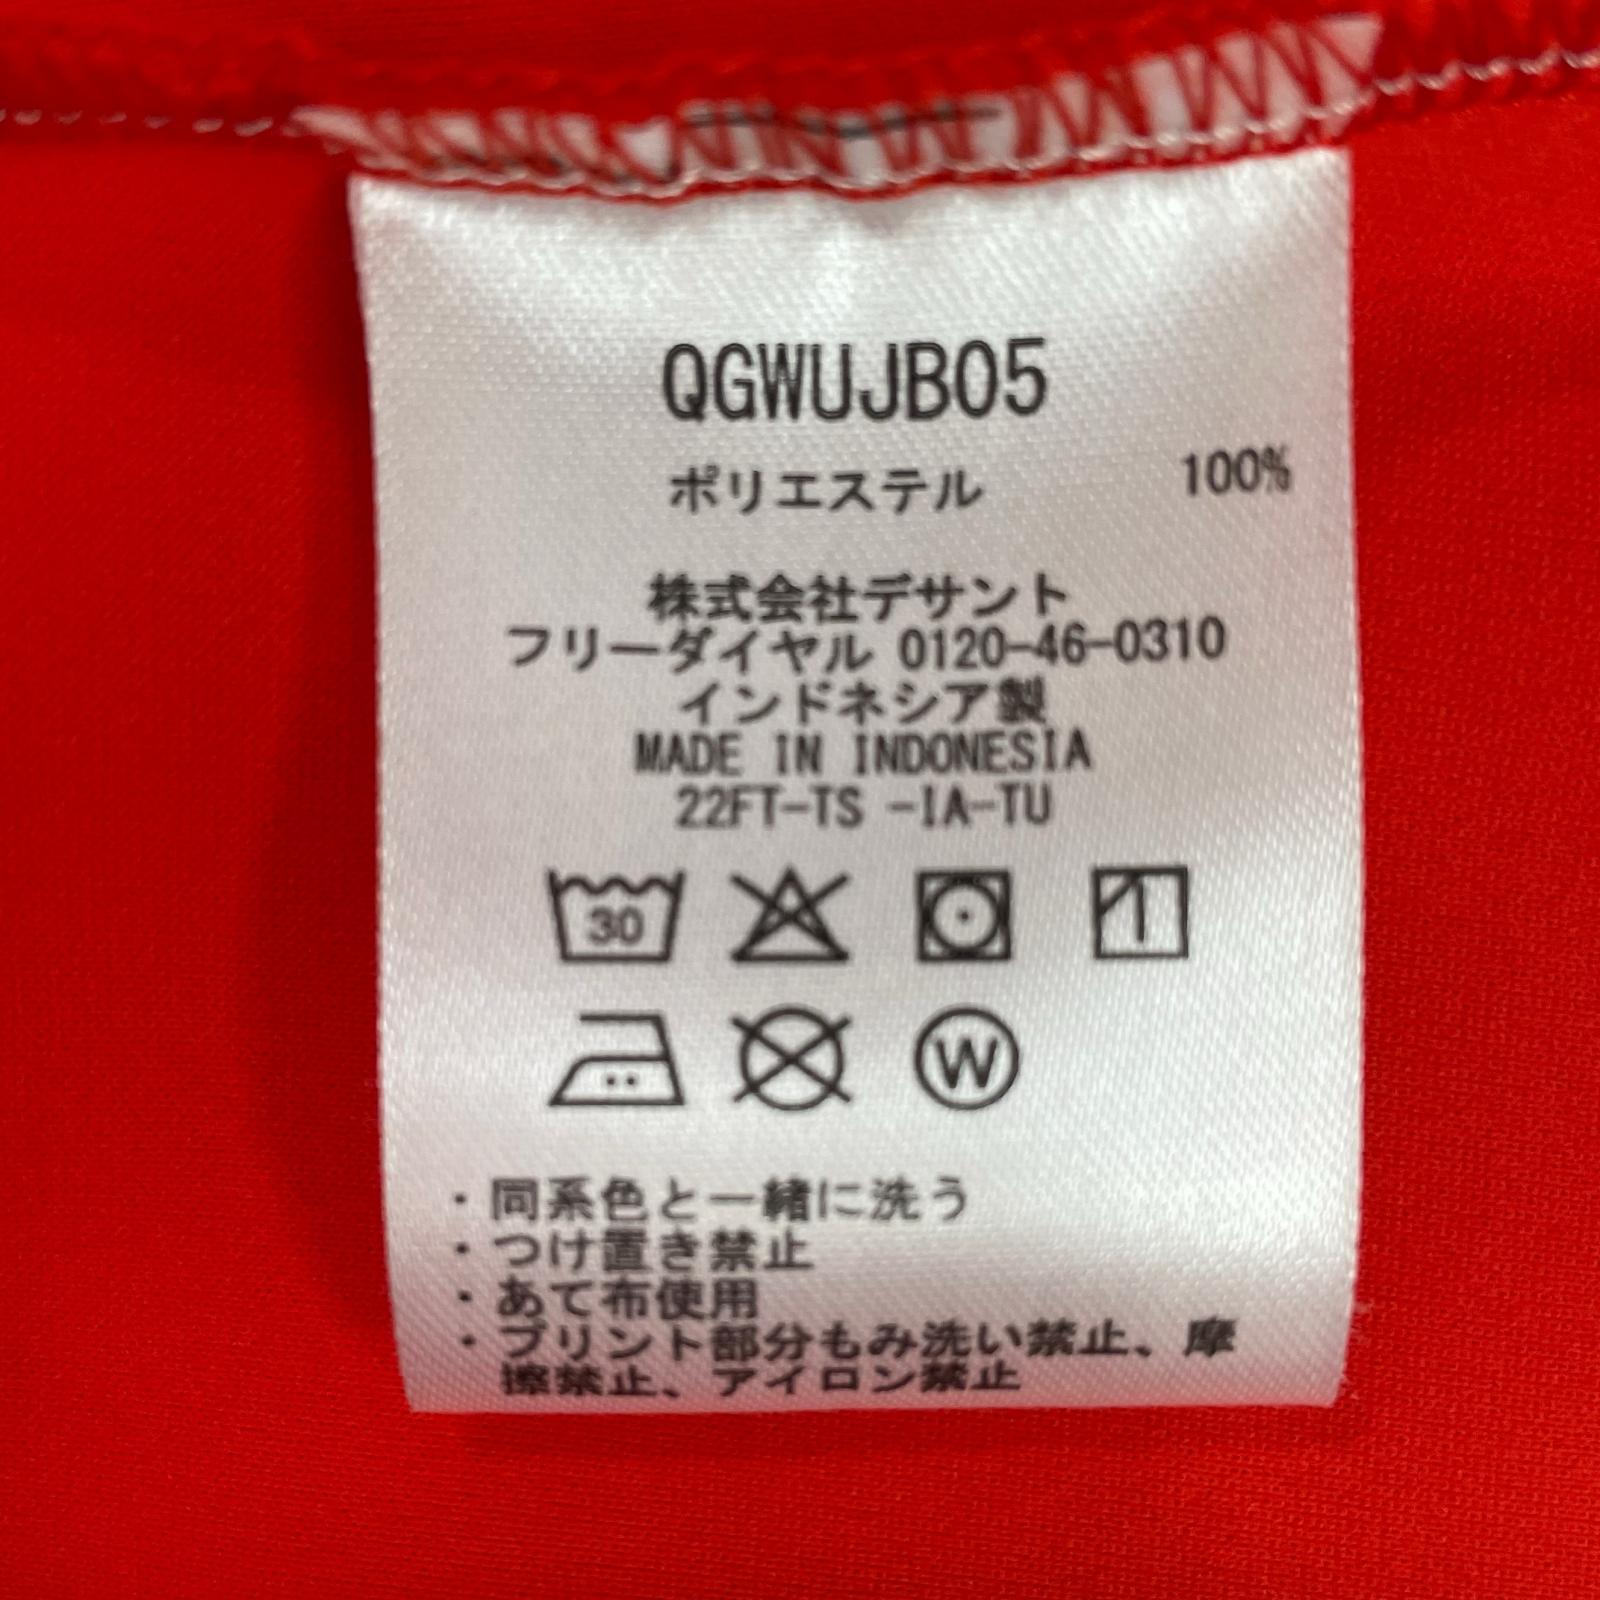 QGWUJB05
ポリエステル 100%
株式会社デサント
フリーダイヤル 0120-46-0310
インドネシア製
MADE IN INDONESIA
22FT-TS -IA-TU
30
W
・同系色と一緒に洗う
・つけ置き禁止
・あて布使用
・プリント部分もみ洗い禁止、摩
擦禁止、アイロン禁止